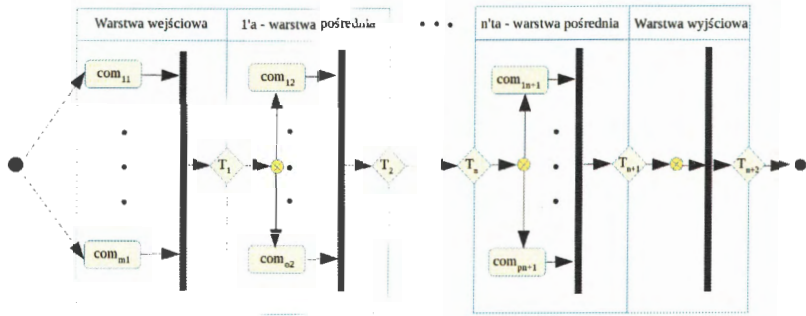 Warstwa wejściowa
1'a - warstwa pośrednia
n'ta - warstwa pośrednia
Warstwa wyjściowa
com11
com12
com1n+1
T1
T2
Tn
Tn+1
Tn+2
comm1
como2
compn+1